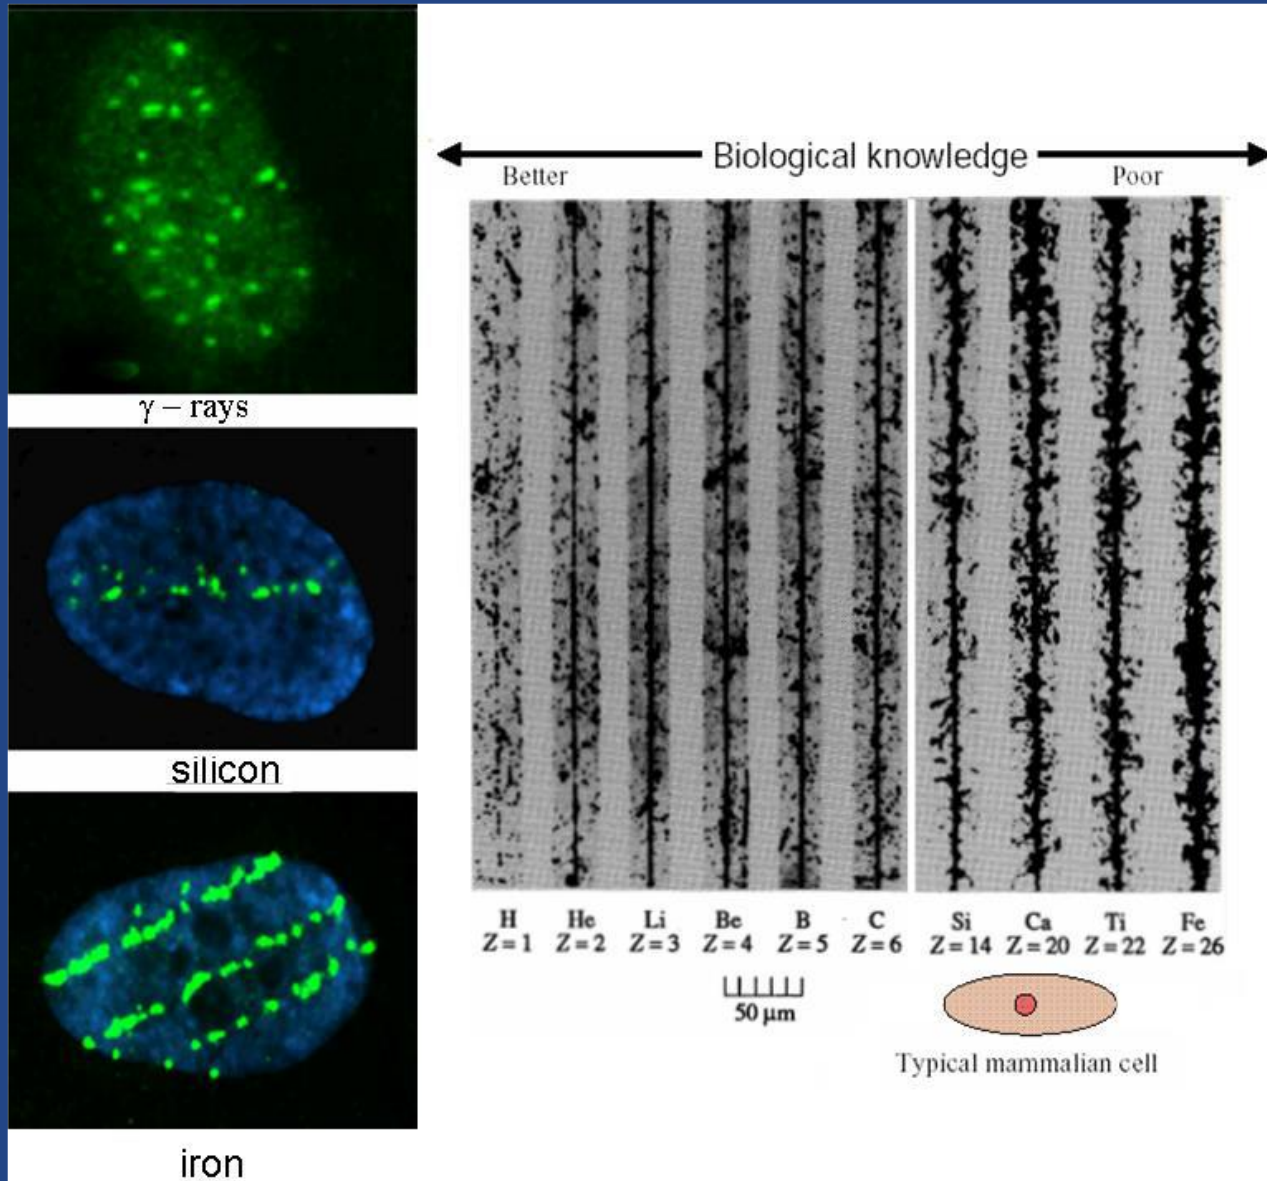 γ – rays
silicon
iron
Biological knowledge
Better Poor
H He Li Be B C Si Ca Ti Fe
Z=1 Z=2 Z=3 Z=4 Z=5 Z=6 Z=14 Z=20 Z=22 Z=26
50 μm
Typical mammalian cell